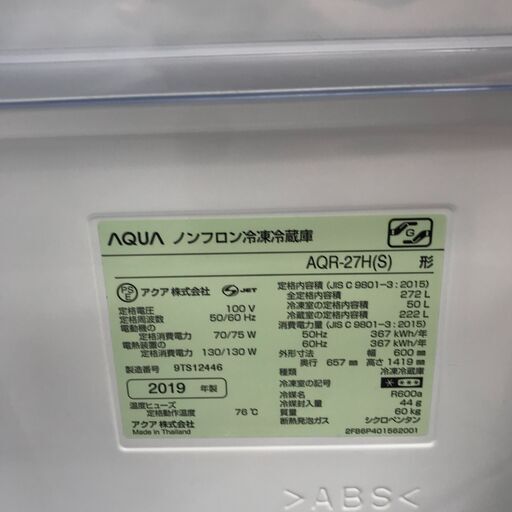 AQUA ノンフロン冷凍冷蔵庫
AQR-27H(S) 形
PS E アクア株式会社 JET
定格電圧 100 V
定格周波数 50/60 Hz
電動機の
定格消費電力 70/75 W
電熱装置の
定格消費電力 130/130 W
製造番号 9TS12446
2019 年製
温度ヒューズ
定格動作温度 76℃
アクア株式会社
Made in Thailand
定格内容積 (JIS C 9801-3:2015)
全定格内容積 272 L
冷凍室の定格内容積 50 L
冷蔵室の定格内容積 222 L
消費電力量 (JIS C 9801-3:2015)
50Hz 367 kWh/年
60Hz 367 kWh/年
外形寸法 幅 600 mm
奥行 657 mm 高さ 1419 mm
種類 冷凍冷蔵庫
冷凍室の記号
冷媒名 R600a
冷媒封入量 44 g
質量 60 kg
断熱発泡ガス シクロペンタン
2FB6P401562001
>ABS<